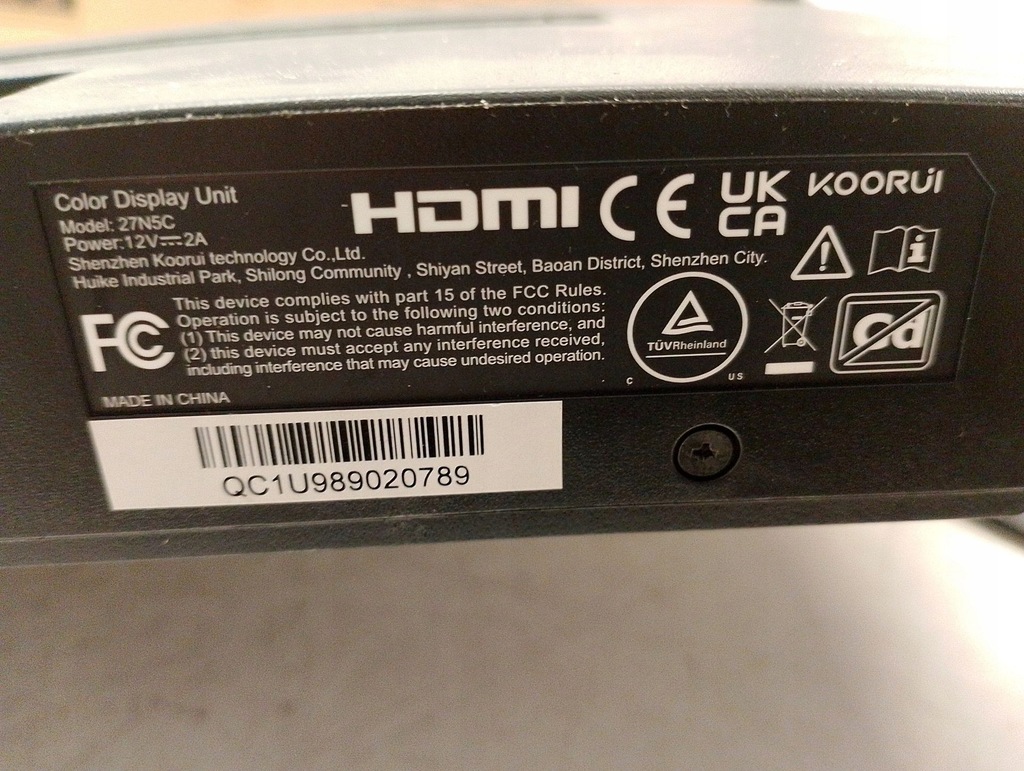 Color Display Unit
Model: 27N5C
Power:12V⎓2A
Shenzhen Koorui technology Co.,Ltd.
Huike Industrial Park, Shilong Community , Shiyan Street, Baoan District, Shenzhen City.
HDMI CE UK CA KOORUI
FC
This device complies with part 15 of the FCC Rules.
Operation is subject to the following two conditions:
(1) This device may not cause harmful interference, and
(2) this device must accept any interference received,
including interference that may cause undesired operation.
TÜVRheinland
C US
Cd
MADE IN CHINA
QC1U989020789